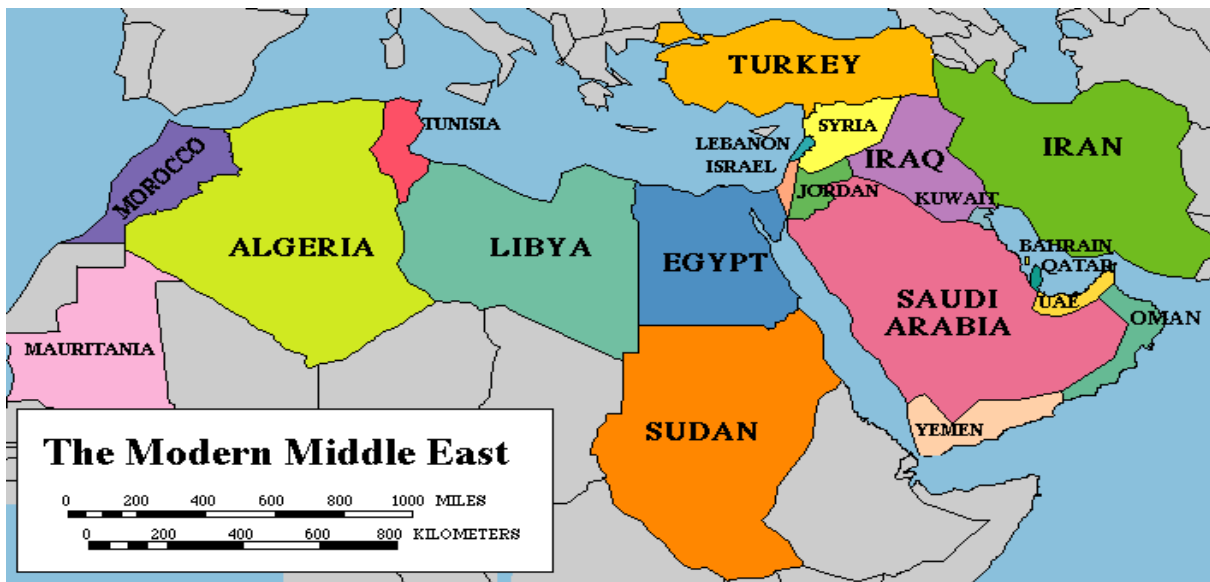 TURKEY
TUNISIA
SYRIA
LEBANON
ISRAEL
IRAQ
IRAN
MOROCCO
JORDAN
KUWAIT
ALGERIA
LIBYA
EGYPT
BAHRAIN
QATAR
SAUDI
ARABIA
UAE
OMAN
MAURITANIA
SUDAN
YEMEN
The Modern Middle East
0 200 400 600 800 1000 MILES
0 200 400 600 800 KILOMETERS